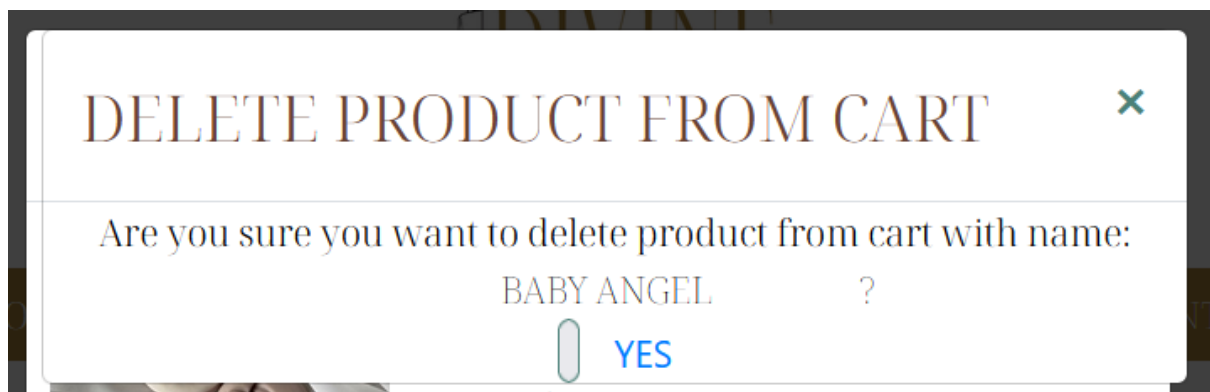 DIVINE
DELETE PRODUCT FROM CART
×
Are you sure you want to delete product from cart with name:
BABY ANGEL ?
YES